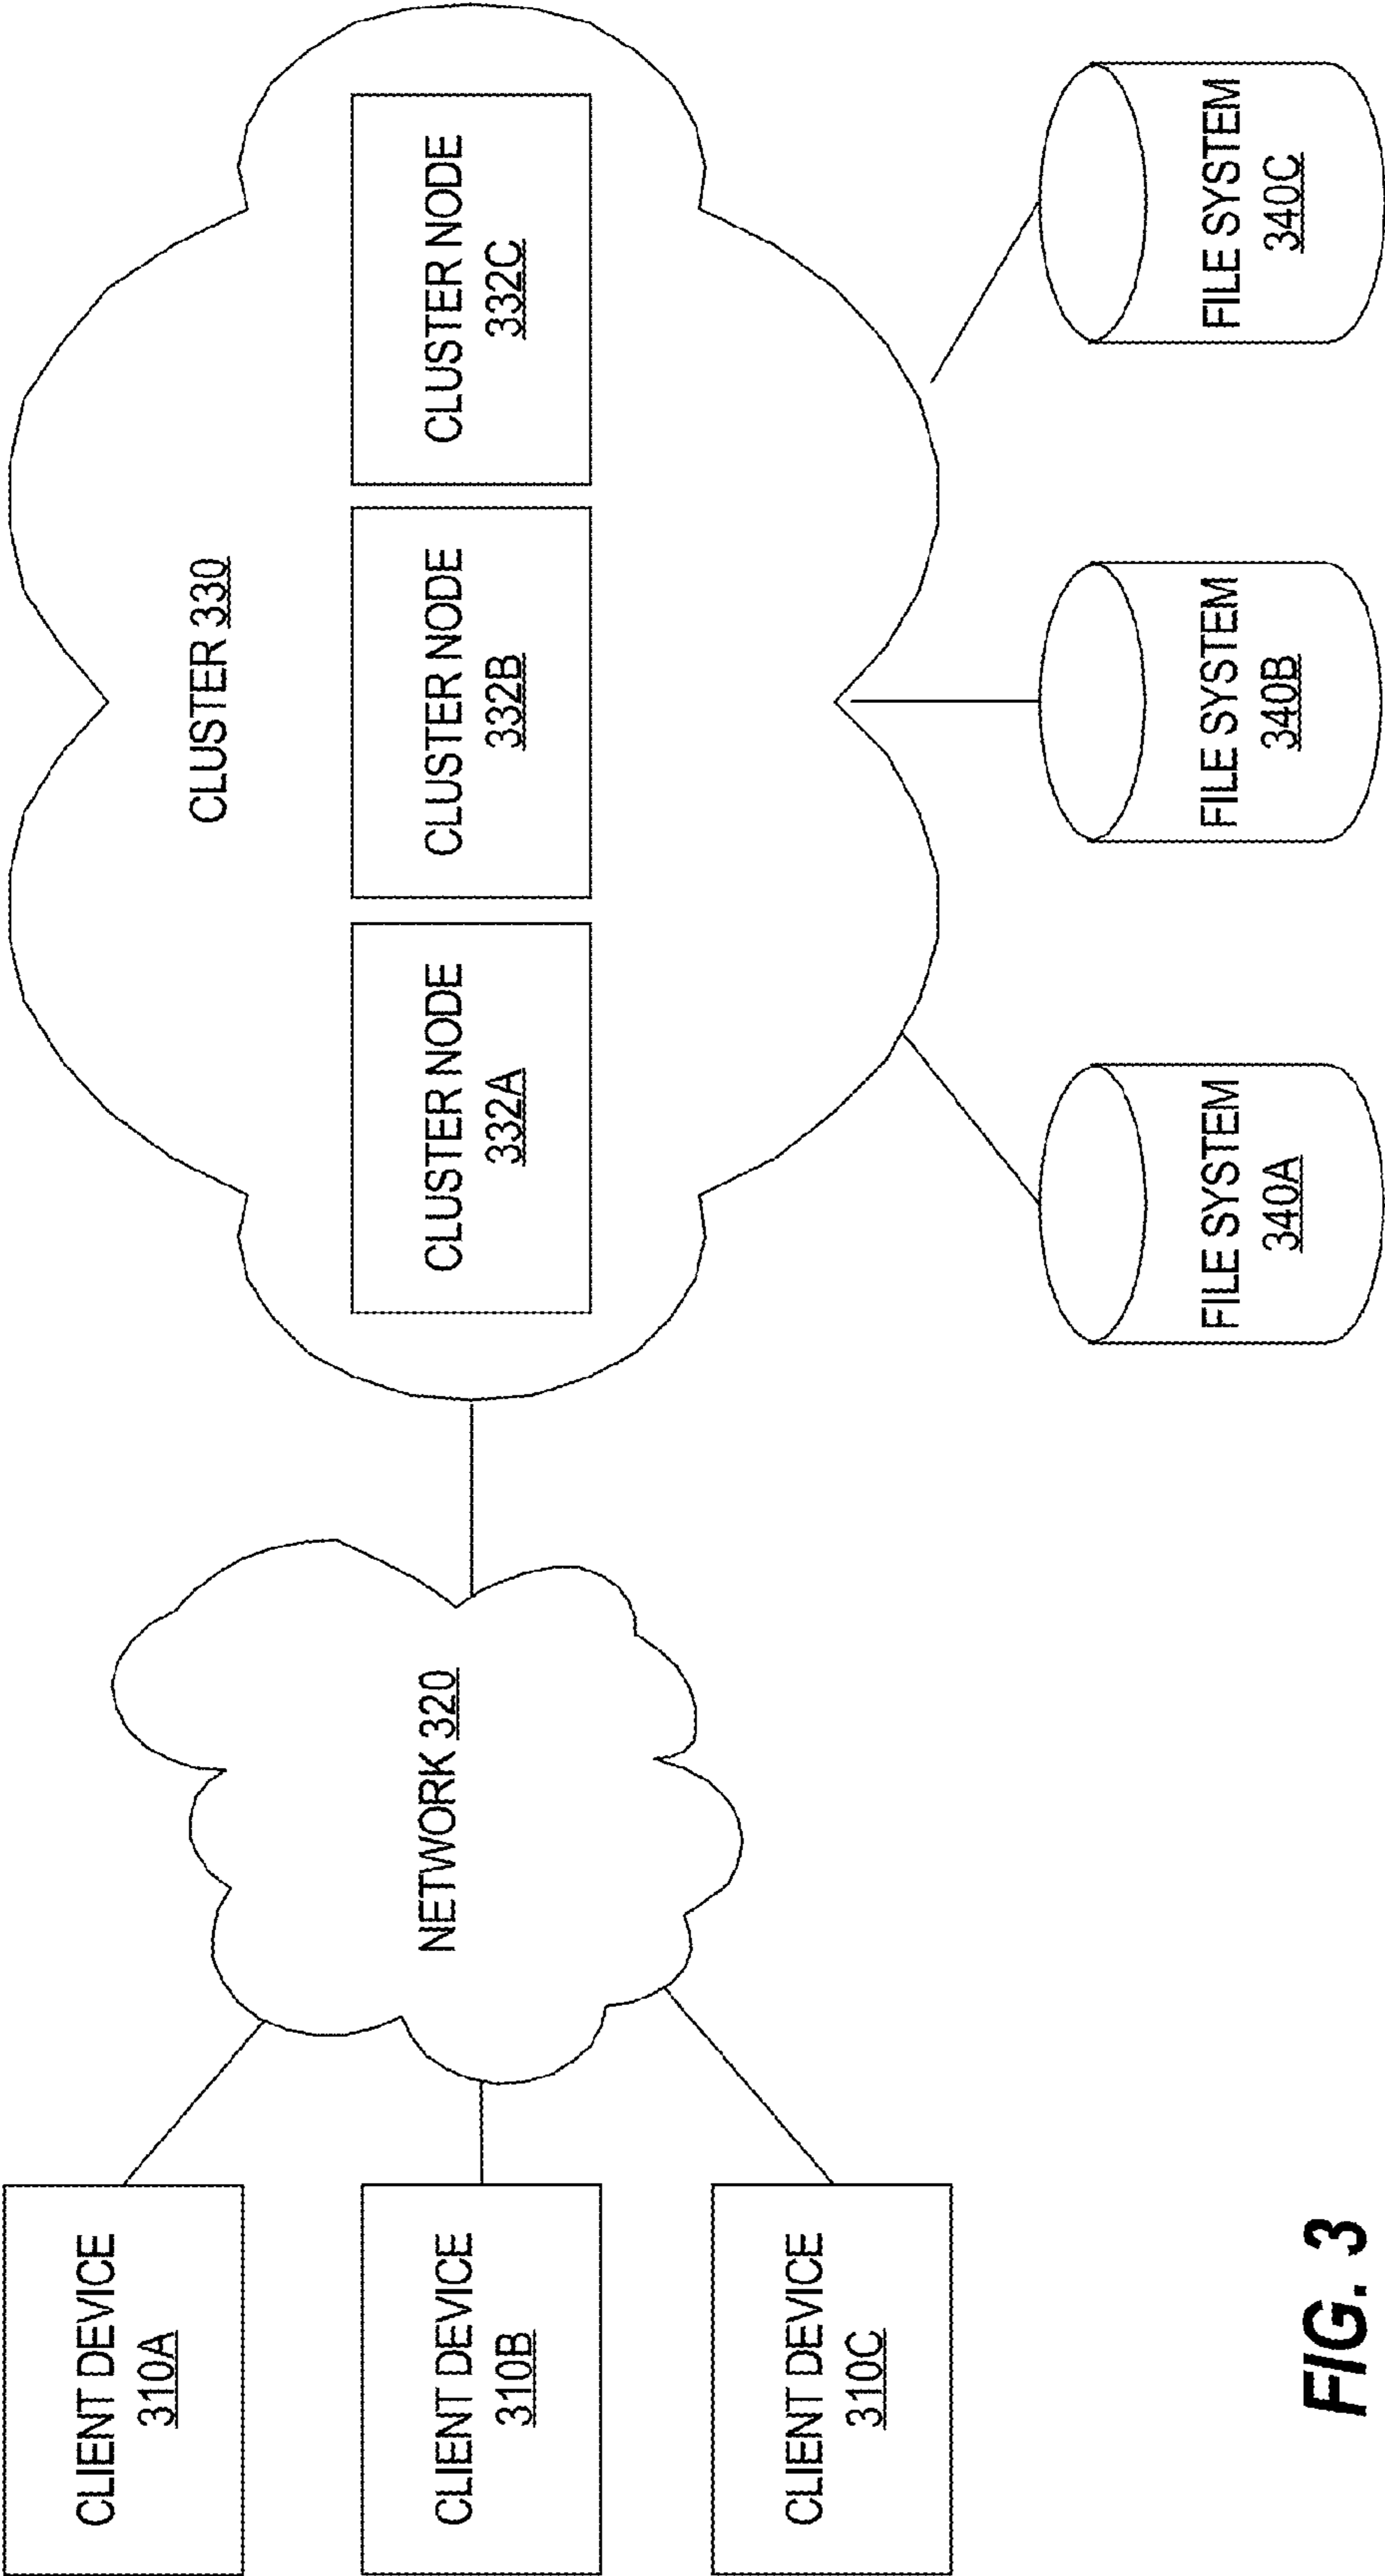 CLIENT DEVICE
310A
CLIENT DEVICE
310B
CLIENT DEVICE
310C
NETWORK 320
CLUSTER 330
CLUSTER NODE
332A
CLUSTER NODE
332B
CLUSTER NODE
332C
FILE SYSTEM
340A
FILE SYSTEM
340B
FILE SYSTEM
340C
FIG. 3